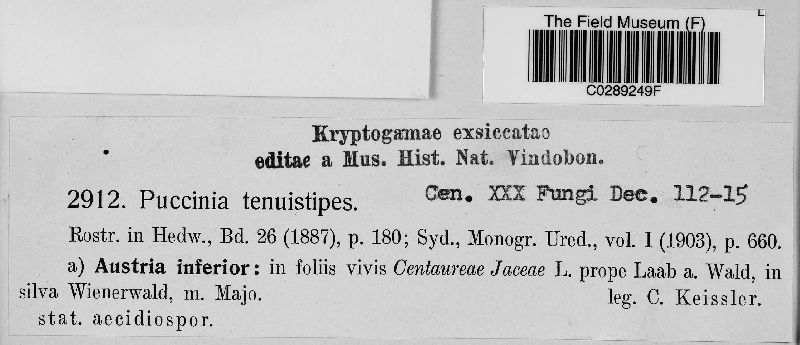 The Field Museum (F)
C0289249F
Kryptogamae exsiccatae
editae a Mus. Hist. Nat. Vindobon.
2912. Puccinia tenuistipes. Cen. XXX Fungi Dec. 112-15
Rostr. in Hedw., Bd. 26 (1887), p. 180; Syd., Monogr. Ured., vol. I (1903), p. 660.
a) Austria inferior: in foliis vivis Centaureae Jaceae L. prope Laab a. Wald, in
silva Wienerwald, m. Majo. leg. C. Keissler.
stat. aecidiospor.